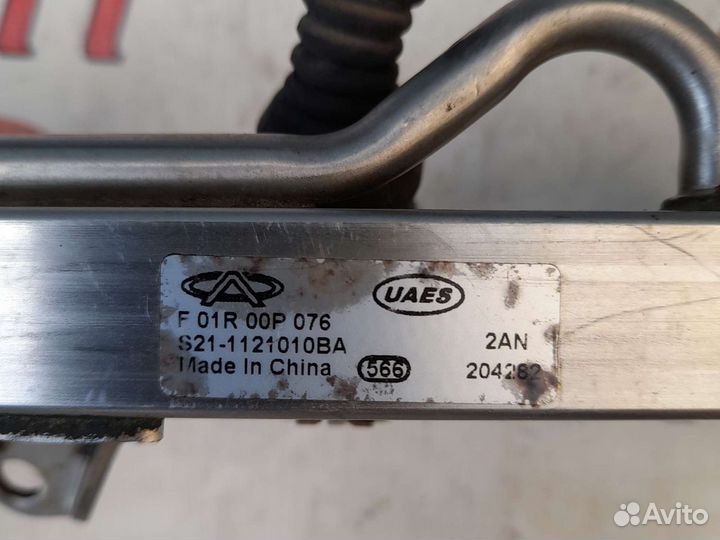 UAES
F 01R 00P 076
S21-1121010BA
2AN
Made In China
566
204282
Avito